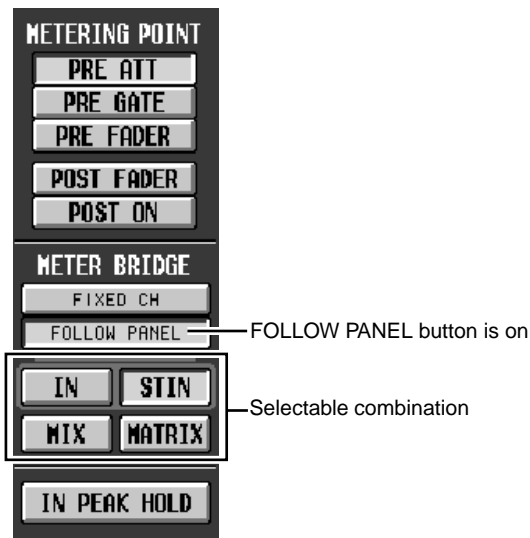 METERING POINT
PRE ATT
PRE GATE
PRE FADER
POST FADER
POST ON
METER BRIDGE
FIXED CH
FOLLOW PANEL
FOLLOW PANEL button is on
IN STIN
MIX MATRIX
Selectable combination
IN PEAK HOLD